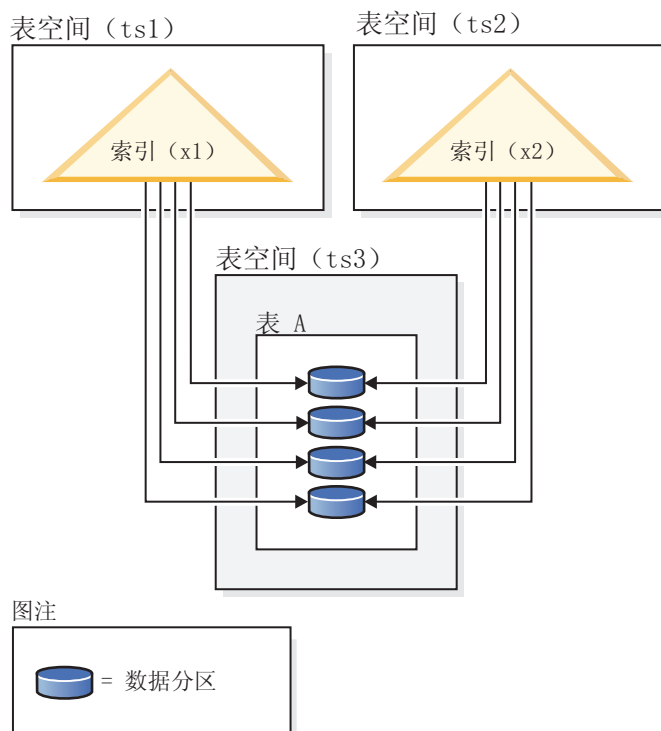 表空间（ts1）
表空间（ts2）
索引（x1）
索引（x2）
表空间（ts3）
表 A
图注
= 数据分区